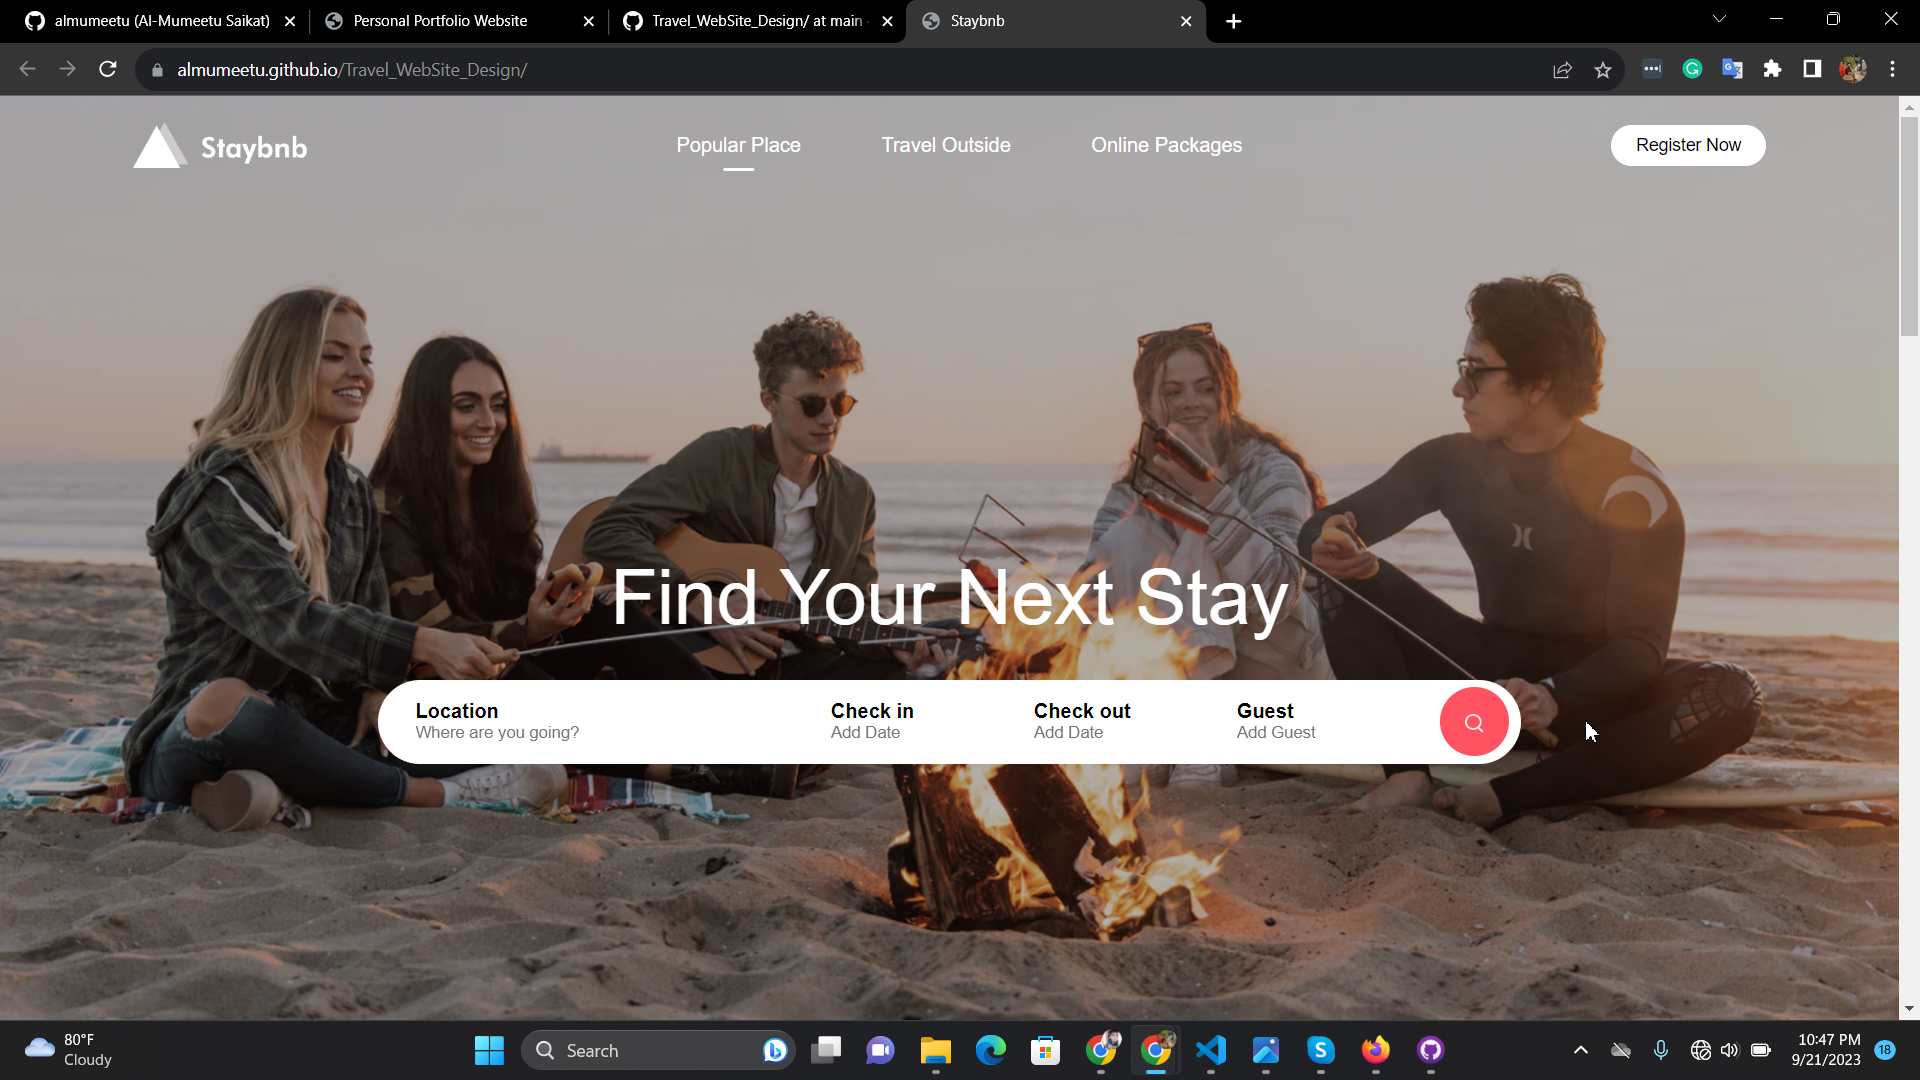 almumeetu (Al-Mumeetu Saikat)
Personal Portfolio Website
Travel_WebSite_Design/ at main
Staybnb
almumeetu.github.io/Travel_WebSite_Design/
Staybnb
Popular Place
Travel Outside
Online Packages
Register Now
Find Your Next Stay
Location
Where are you going?
Check in
Add Date
Check out
Add Date
Guest
Add Guest
80°F
Cloudy
Search
10:47 PM
9/21/2023
18